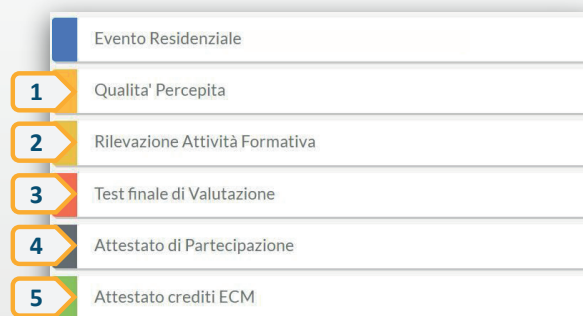 Evento Residenziale
1 Qualita' Percepita
2 Rilevazione Attività Formativa
3 Test finale di Valutazione
4 Attestato di Partecipazione
5 Attestato crediti ECM